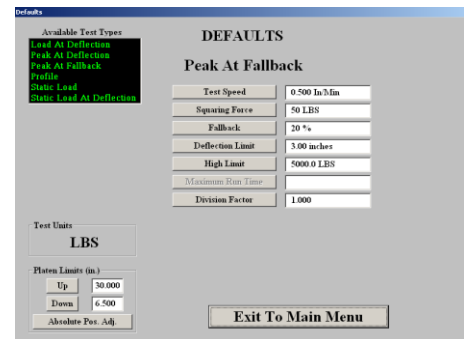 Defaults
Available Test Types
Load At Deflection
Peak At Deflection
Peak At Fallback
Profile
Static Load
Static Load At Deflection
DEFAULTS
Peak At Fallback
Test Speed 0.500 In/Min
Squaring Force 50 LBS
Fallback 20 %
Deflection Limit 3.00 inches
High Limit 5000.0 LBS
Maximum Run Time
Division Factor 1.000
Test Units
LBS
Platen Limits (in.)
Up 30.000
Down 6.500
Absolute Pos. Adj.
Exit To Main Menu